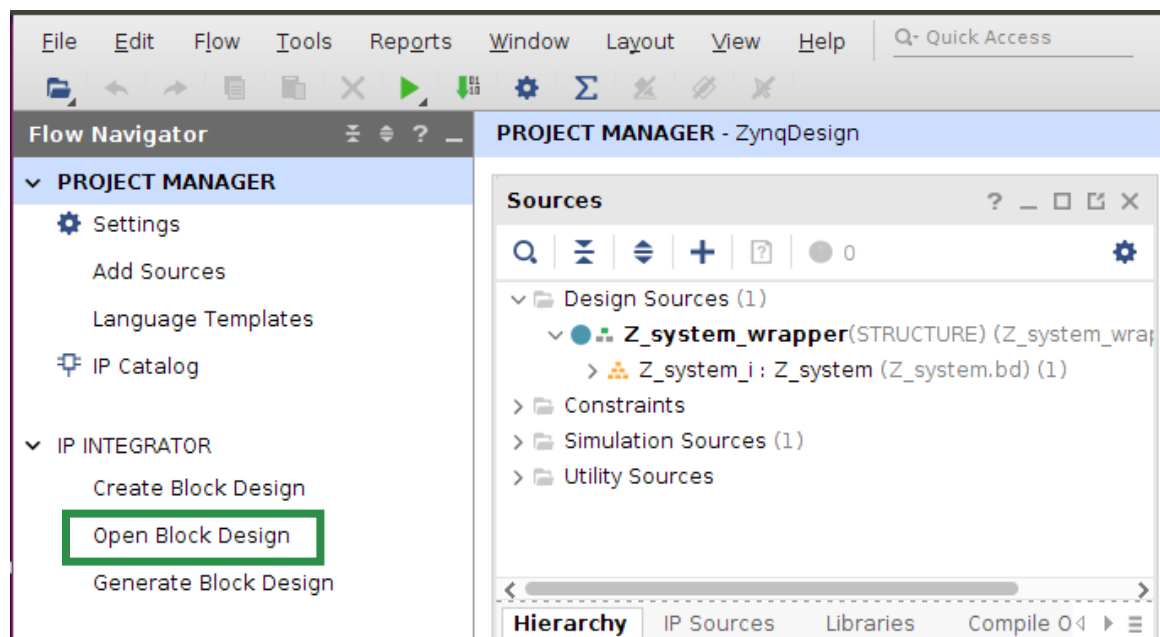 File Edit Flow Tools Reports Window Layout View Help Q- Quick Access
Flow Navigator
PROJECT MANAGER
Settings
Add Sources
Language Templates
IP Catalog
IP INTEGRATOR
Create Block Design
Open Block Design
Generate Block Design
PROJECT MANAGER - ZynqDesign
Sources
0
Design Sources (1)
Z_system_wrapper(STRUCTURE) (Z_system_wrap
Z_system_i : Z_system (Z_system.bd) (1)
Constraints
Simulation Sources (1)
Utility Sources
Hierarchy IP Sources Libraries Compile O